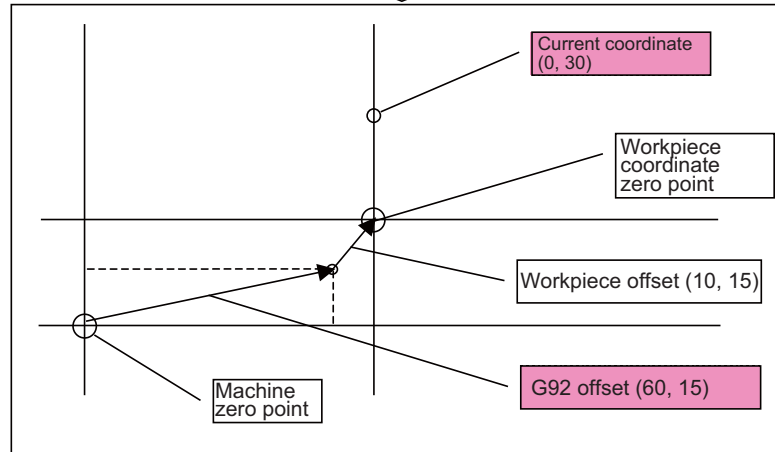 Current coordinate
(0, 30)
Workpiece
coordinate
zero point
Workpiece offset (10, 15)
Machine
zero point
G92 offset (60, 15)